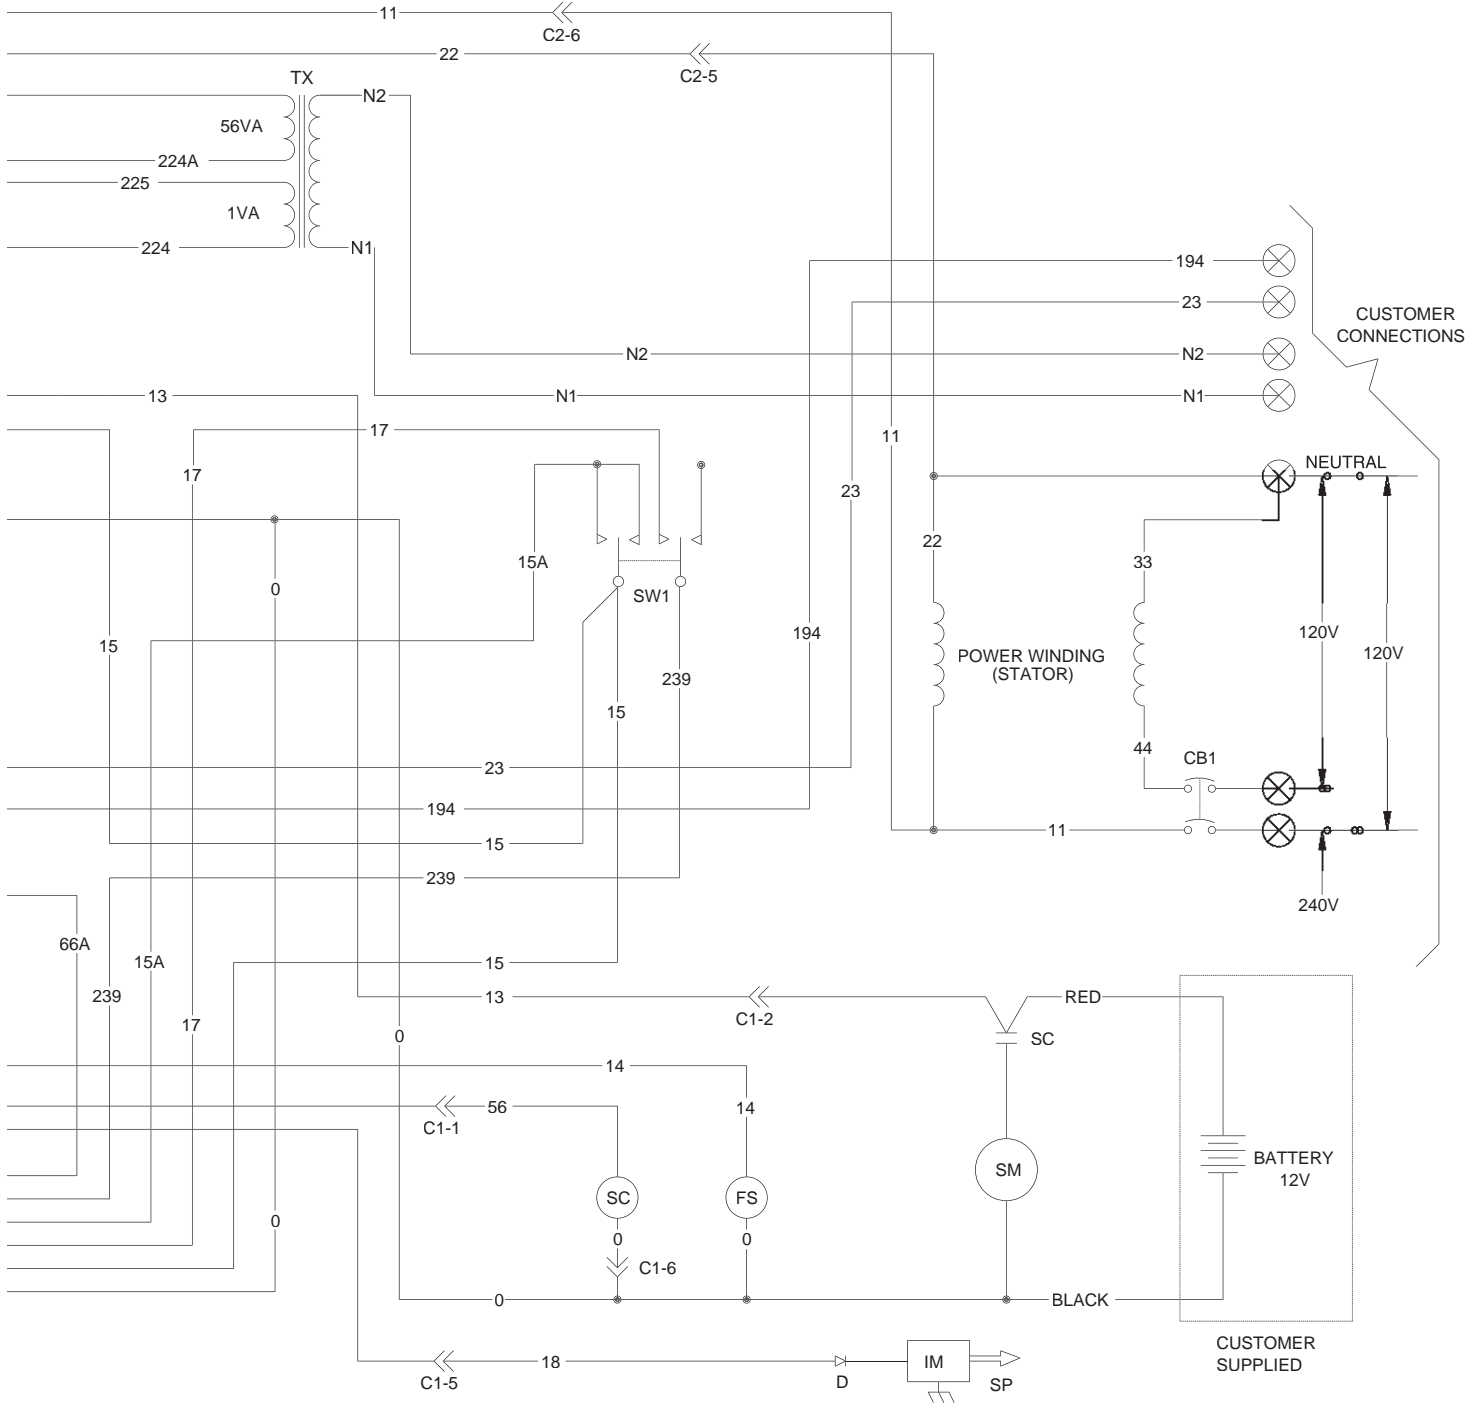 11
C2-6
22
C2-5
TX
N2
56VA
224A
225
1VA
224
N1
194
23
CUSTOMER
CONNECTIONS
N2
N2
N1
N1
13
17
11
17
NEUTRAL
23
22
15A
33
0
SW1
15
194
120V
120V
POWER WINDING
(STATOR)
239
15
44
CB1
23
194
15
11
239
240V
66A
15A
15
239
13
RED
C1-2
17
0
SC
14
56
14
C1-1
BATTERY
12V
SM
SC
FS
0
0
0
C1-6
0
BLACK
CUSTOMER
SUPPLIED
18
IM
C1-5
D
SP